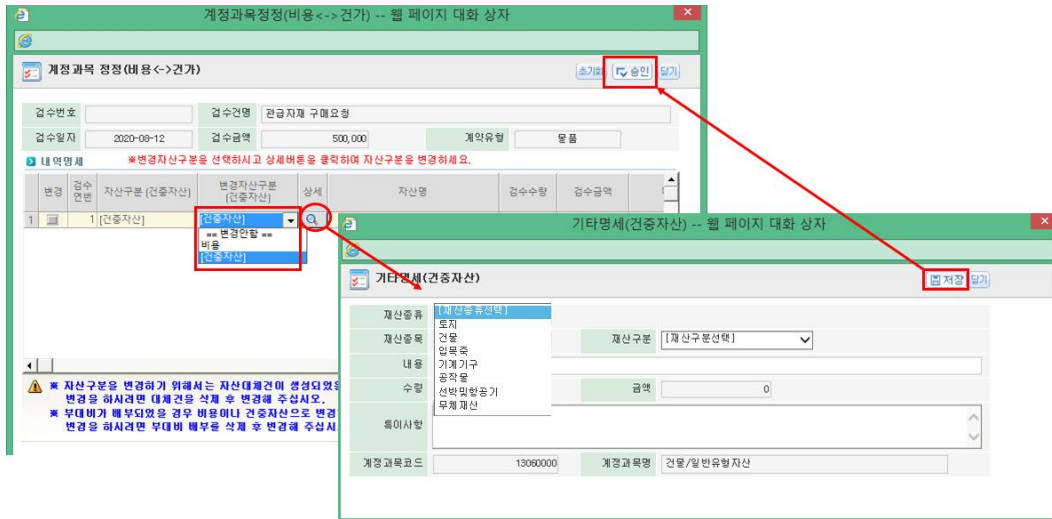 계정과목정정(비용<->건가) -- 웹 페이지 대화 상자
계정과목 정정(비용<->건가)
초기화 승인 닫기
검수번호
검수건명 관급자재 구매요청
검수일자 2020-08-12 검수금액 500,000 계약유형 물품
내역명세 ※변경자산구분을 선택하시고 상세버튼을 클릭하여 자산구분을 변경하세요.
변경 검수연번 자산구분 (건중자산) 변경자산구분 (건중자산) 상세 자산명 검수수량 검수금액
1 1 [건중자산] [건중자산]
== 변경안함 ==
비용
[건중자산]
※ 자산구분을 변경하기 위해서는 자산대체건이 생성되었을
변경을 하시려면 대체건을 삭제 후 변경해 주십시오.
※ 부대비가 배부되었을 경우 비용이나 건중자산으로 변경
변경을 하시려면 부대비 배부를 삭제 후 변경해 주십시
기타명세(건중자산) -- 웹 페이지 대화 상자
기타명세(건중자산)
저장 닫기
재산종류 [재산종류선택]
토지
건물
입목죽
기계기구
공작물
선박및항공기
무체재산
재산종목 재산구분 [재산구분선택]
내용
수량 금액 0
특이사항
계정과목코드 13060000 계정과목명 건물/일반유형자산